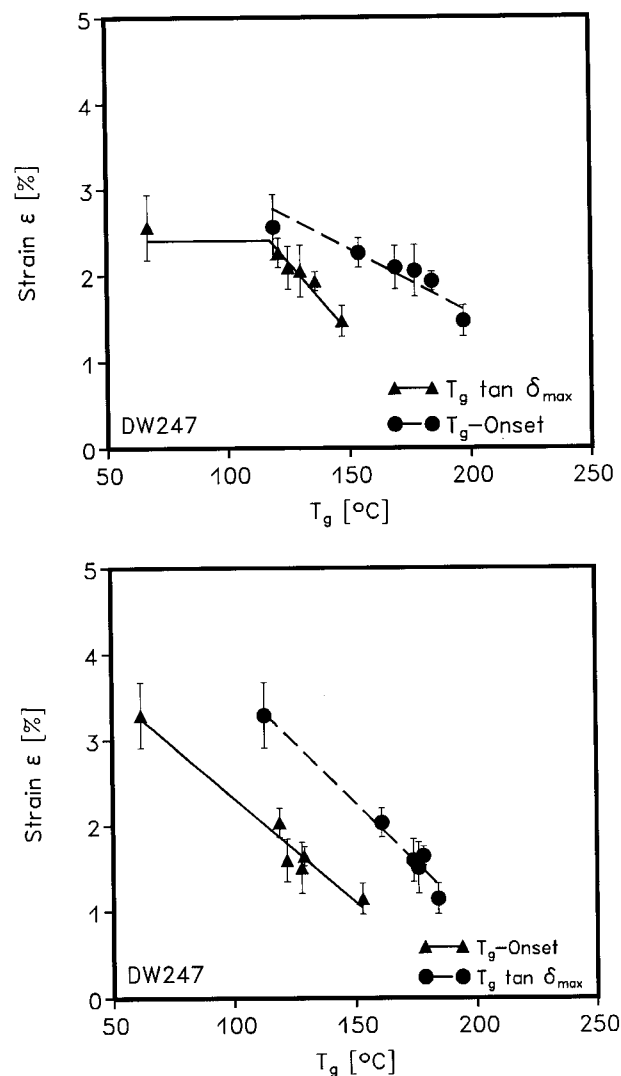 5
4
3
2
1
0
Strain ε [%]
T_g tan δ_max
T_g-Onset
DW247
50 100 150 200 250
T_g [°C]
5
4
3
2
1
0
Strain ε [%]
T_g-Onset
T_g tan δ_max
DW247
50 100 150 200 250
T_g [°C]